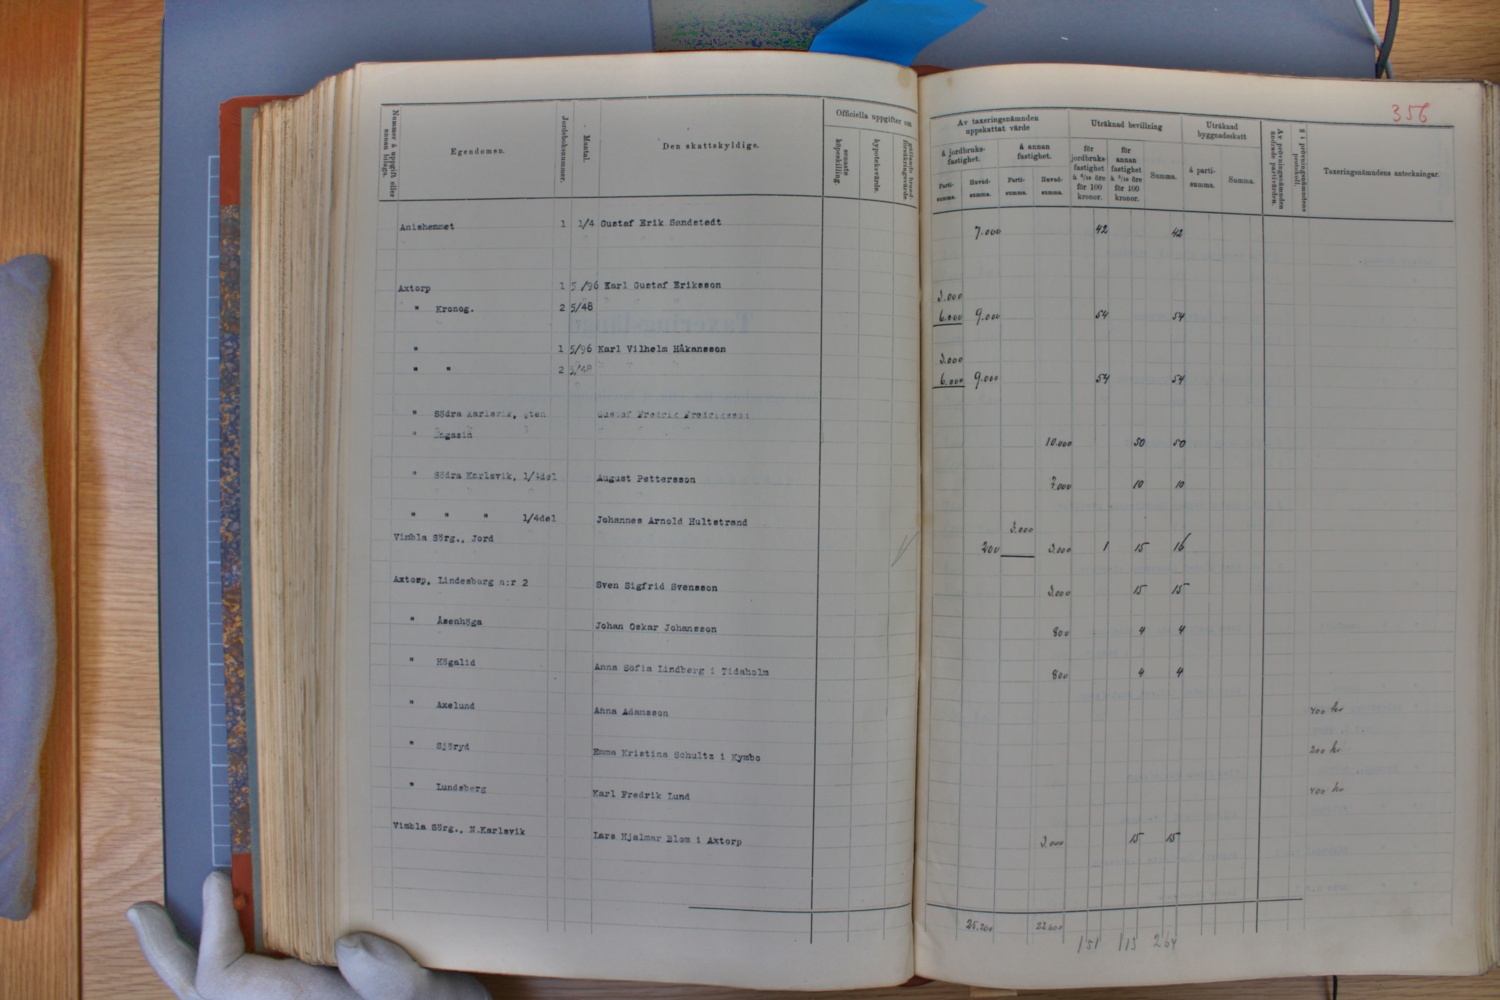 356
Nummer å uppgift eller annan bilaga.
Egendomen.
Jordeboksnummer.
Mantal.
Den skattskyldige.
Officiella uppgifter om
senaste köpeskilling.
hypoteksvärde.
gällande brandförsäkringsvärde.
Av taxeringsnämnden uppskattat värde
å jordbruksfastighet.
å annan fastighet.
Partisumma.
Huvudsumma.
Partisumma.
Huvudsumma.
Uträknad bevillning
för jordbruksfastighet à 6/10 öre för 100 kronor.
för annan fastighet à 5/10 öre för 100 kronor.
Summa.
Uträknad byggnadsskatt
å partisumma.
Summa.
Av prövningsnämnden ändrade partivärden.
§ i prövningsnämndens protokoll.
Taxeringsnämndens anteckningar.
Anishemmet 1 1/4 Gustaf Erik Sandstedt 7.000 42 42
Axtorp 1 5/96 Karl Gustaf Eriksson 3.000
" Kronog. 2 5/48 6.000 9.000 54 54
" 1 5/96 Karl Vilhelm Håkansson 3.000
" " 2 5/48 6.000 9.000 54 54
" Södra Karlsvik, Gustaf Fredrik
" 10.000 50 50
" Södra Karlsvik, 1/4del August Pettersson 2.000 10 10
" " " 1/4del Johannes Arnold Hultstrand 3.000
Vimbla Sörg., Jord 200 3.000 1 15 16
Axtorp, Lindesborg n:r 2 Sven Sigfrid Svensson 3.000 15 15
" Åsenhöga Johan Oskar Johansson 800 4 4
" Högalid Anna Sofia Lindberg i Tidaholm 800 4 4
" Axelund Anna Adamsson 400 kr
" Sjöryd Emma Kristina Schultz i Kymbo 200 kr.
" Lundsberg Karl Fredrik Lund 400 kr
Vimbla Sörg., N.Karlsvik Lars Hjalmar Blom i Axtorp 3.000 15 15
25.200 22.600 151 113 264